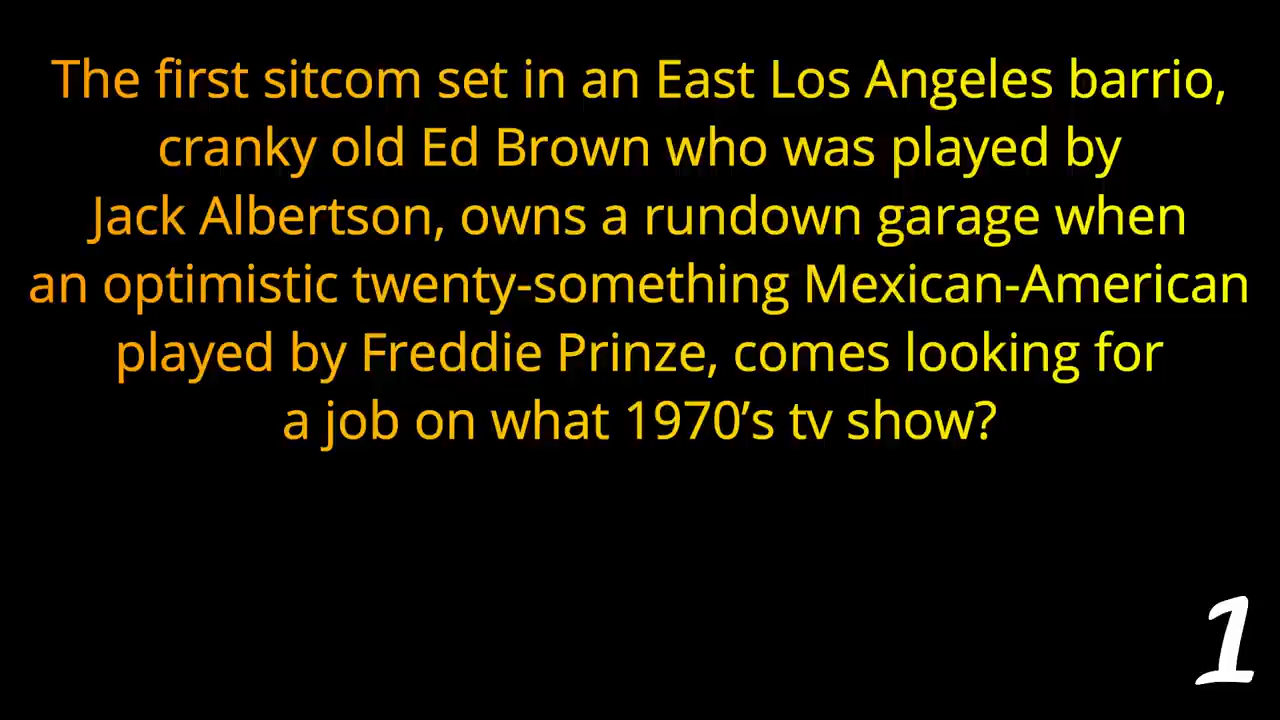 The first sitcom set in an East Los Angeles barrio,
cranky old Ed Brown who was played by
Jack Albertson, owns a rundown garage when
an optimistic twenty-something Mexican-American
played by Freddie Prinze, comes looking for
a job on what 1970’s tv show?
1